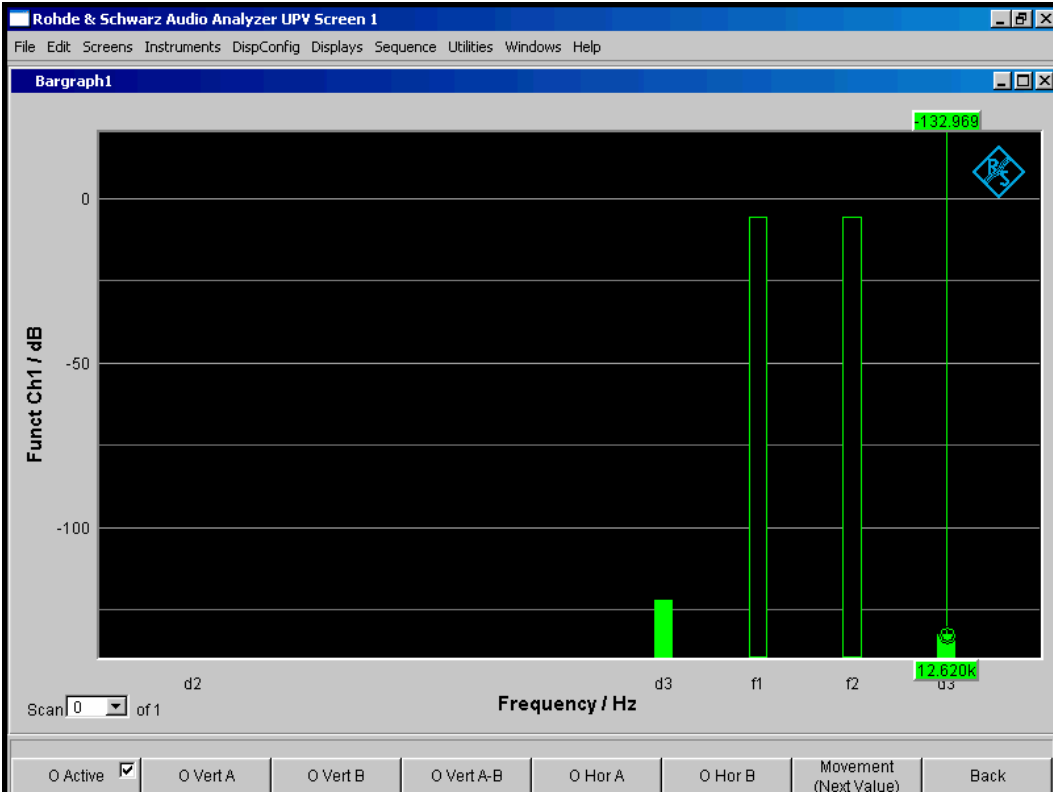 Rohde & Schwarz Audio Analyzer UPV Screen 1
File Edit Screens Instruments DispConfig Displays Sequence Utilities Windows Help
Bargraph1
-132.969
R&S
0
-50
-100
Funct Ch1 / dB
12.620k
d2 d3 f1 f2 d3
Frequency / Hz
Scan 0 of 1
O Active O Vert A O Vert B O Vert A-B O Hor A O Hor B Movement (Next Value) Back